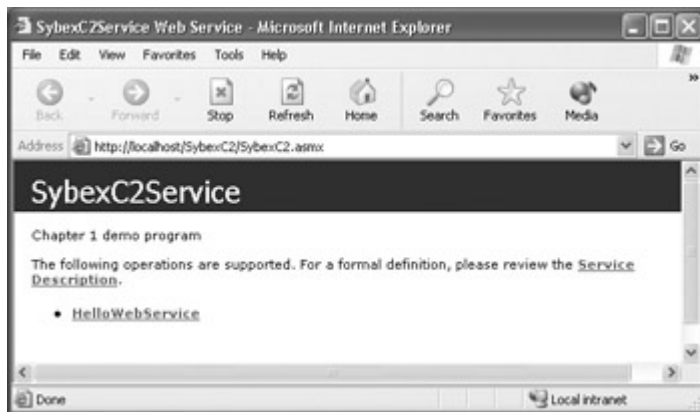 SybexC2Service Web Service - Microsoft Internet Explorer
File Edit View Favorites Tools Help
Back Forward Stop Refresh Home Search Favorites Media
Address http://localhost/SybexC2/SybexC2.asmx Go
SybexC2Service
Chapter 1 demo program
The following operations are supported. For a formal definition, please review the Service
Description.
• HelloWebService
Done Local intranet